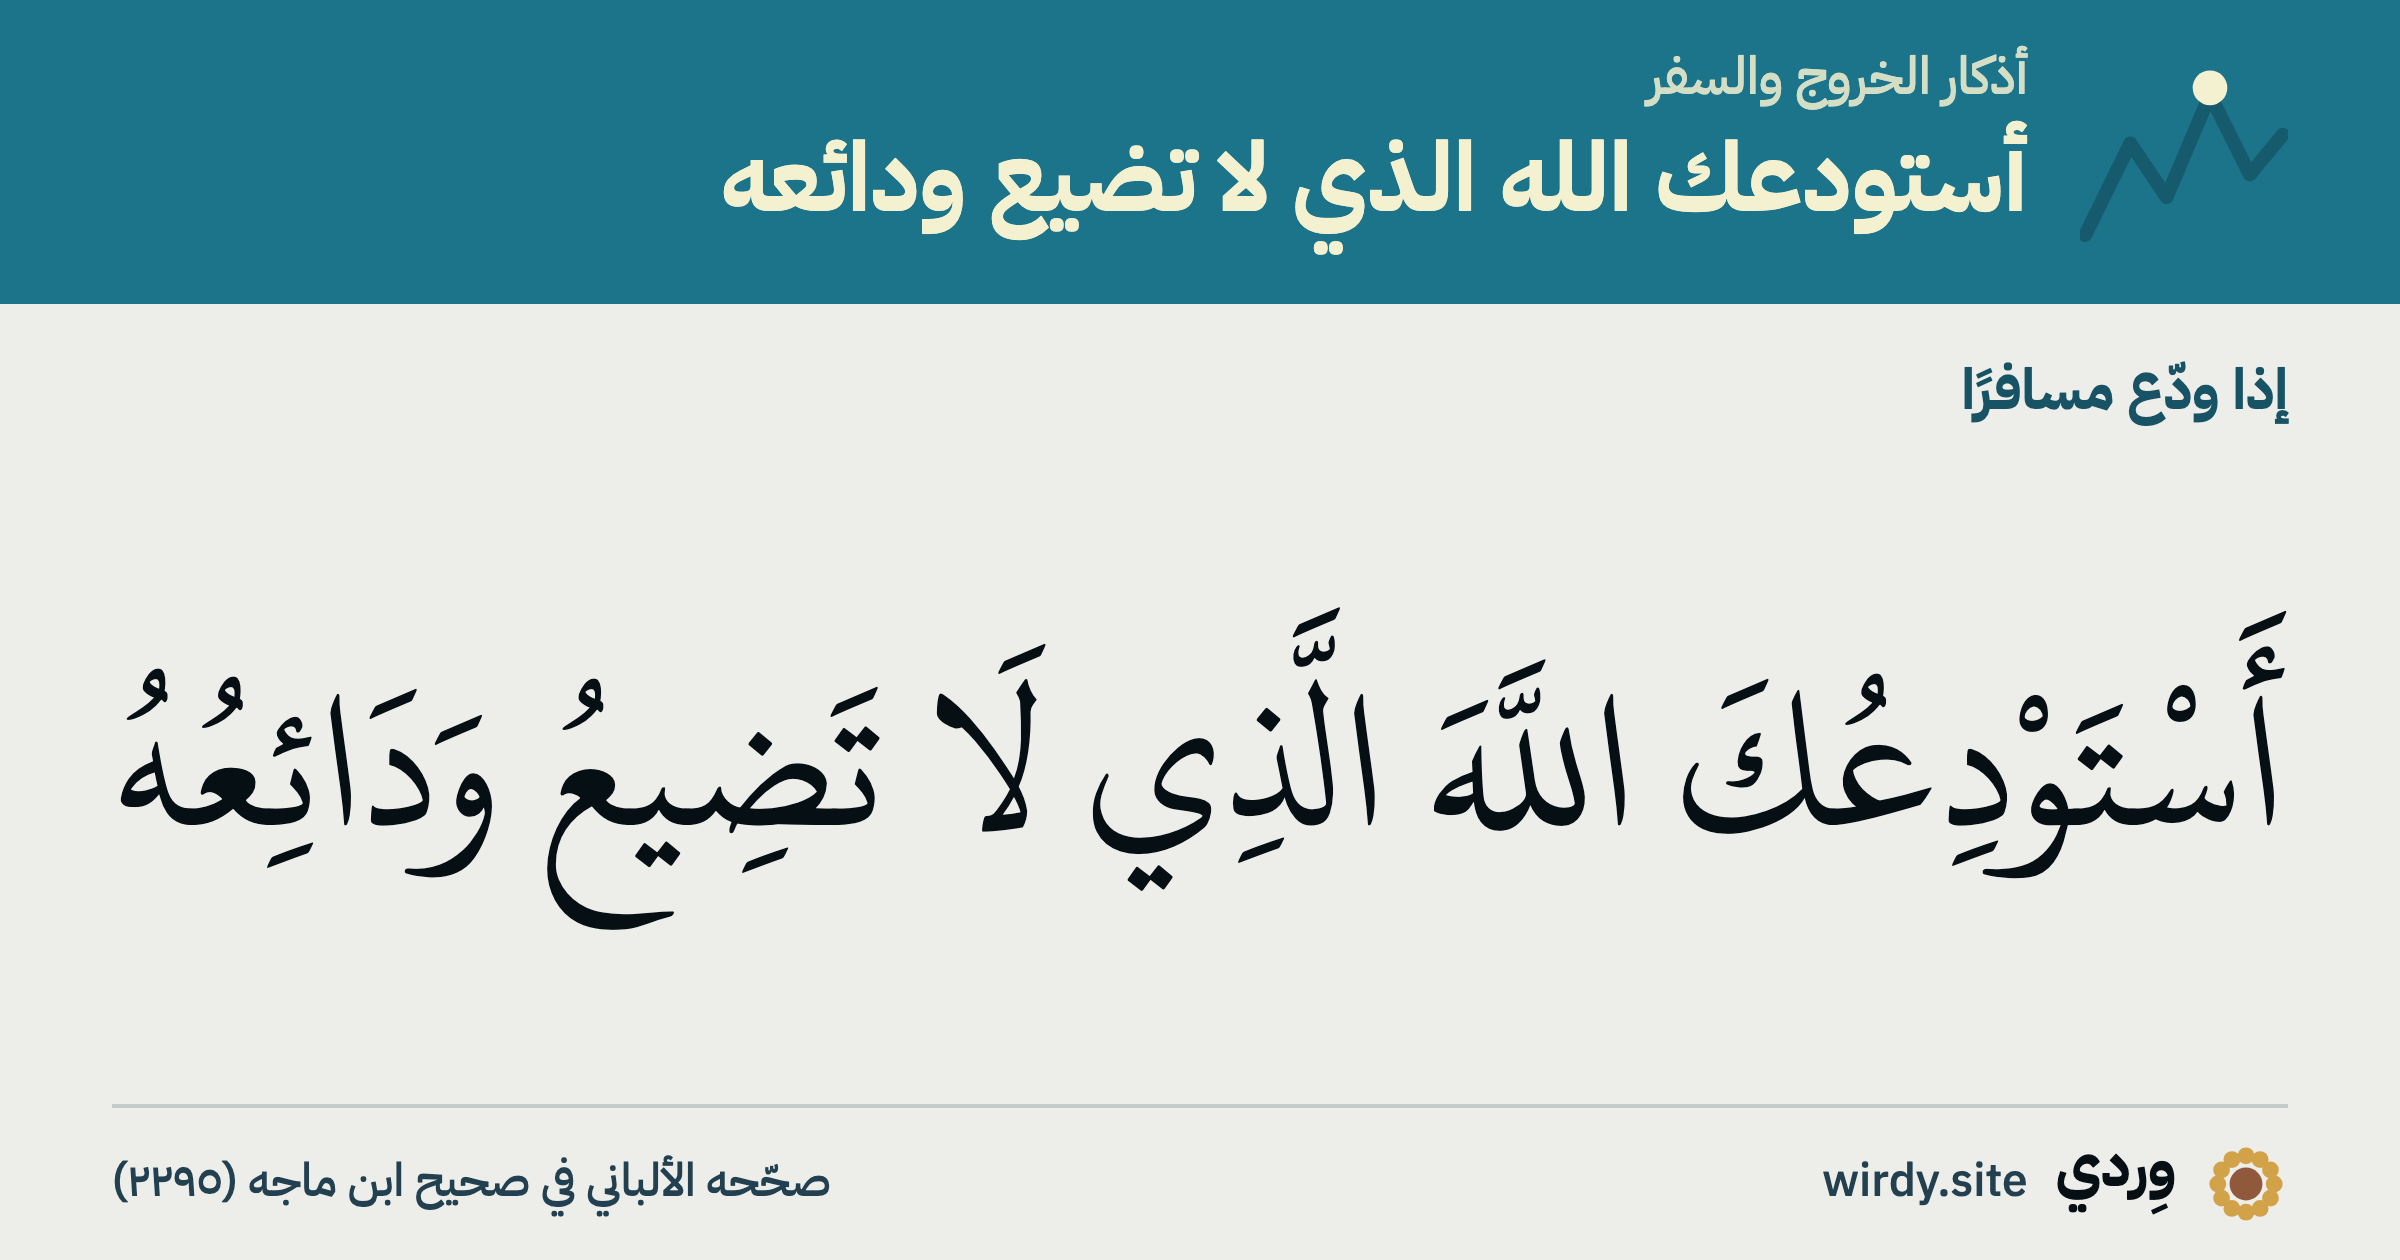 أذكار الخروج والسفر
أستودعك الله الذي لا تضيع ودائعه
إذا ودّع مسافرًا
أَسْتَوْدِعُكَ اللَّهَ الَّذِي لَا تَضِيعُ وَدَائِعُهُ
وِردي wirdy.site
صحّحه الألباني في صحيح ابن ماجه (٢٢٩٥)